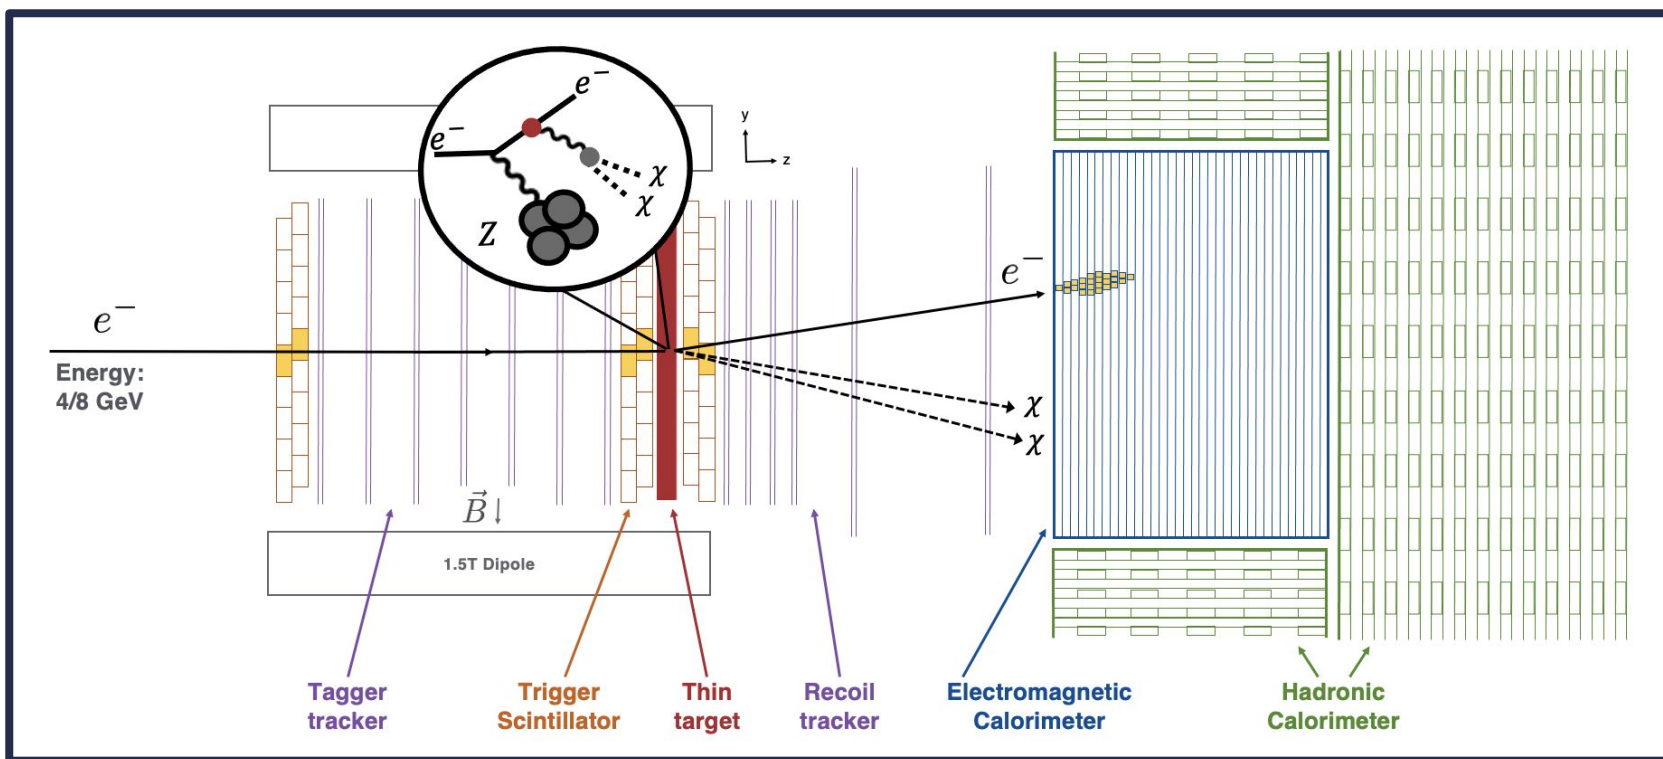 e⁻
e⁻
χ
χ
Z
y
z
e⁻
Energy:
4/8 GeV
e⁻
χ
χ
B⃗↓
1.5T Dipole
Tagger
tracker
Trigger
Scintillator
Thin
target
Recoil
tracker
Electromagnetic
Calorimeter
Hadronic
Calorimeter